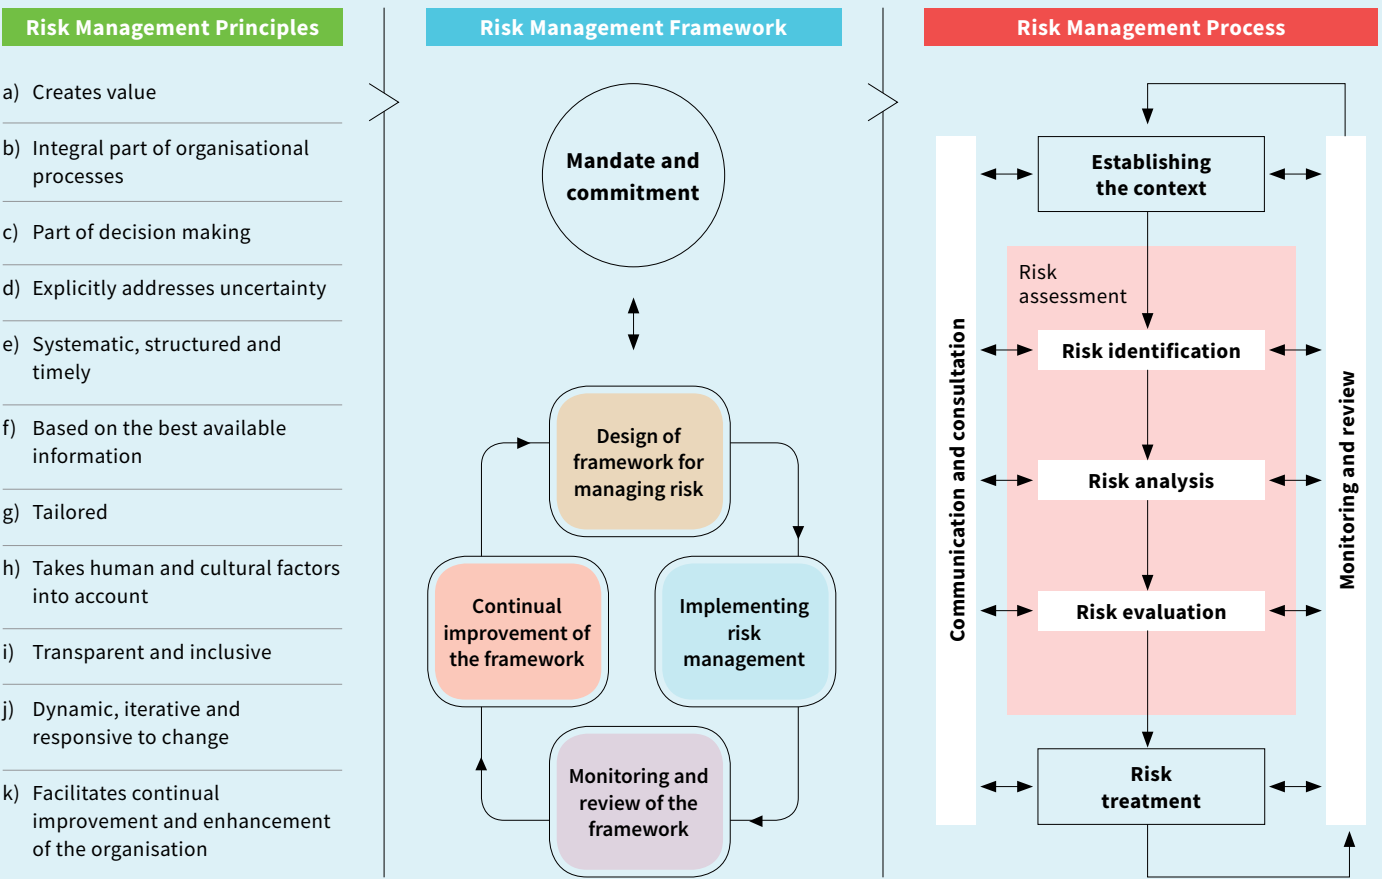 Risk Management Principles
a) Creates value
b) Integral part of organisational
processes
c) Part of decision making
d) Explicitly addresses uncertainty
e) Systematic, structured and
timely
f) Based on the best available
information
g) Tailored
h) Takes human and cultural factors
into account
i) Transparent and inclusive
j) Dynamic, iterative and
responsive to change
k) Facilitates continual
improvement and enhancement
of the organisation
Risk Management Framework
Mandate and
commitment
Design of
framework for
managing risk
Continual
improvement of
the framework
Implementing
risk
management
Monitoring and
review of the
framework
Risk Management Process
Communication and consultation
Establishing
the context
Risk
assessment
Risk identification
Risk analysis
Risk evaluation
Risk
treatment
Monitoring and review